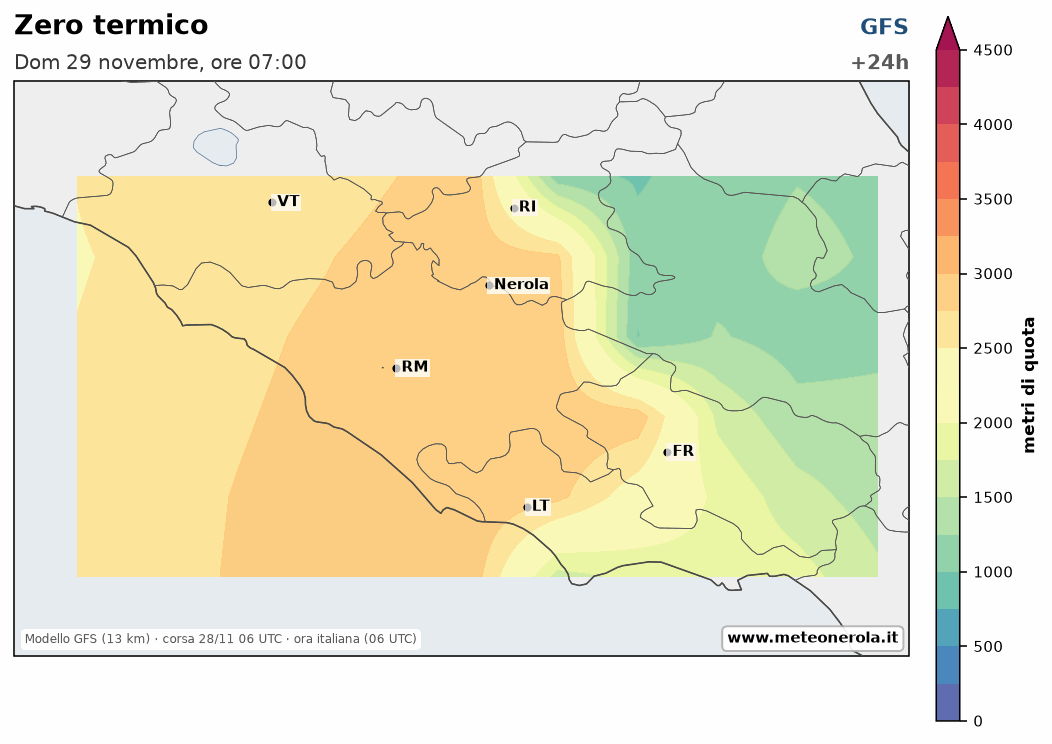 Zero termico
GFS
Dom 29 novembre, ore 07:00
+24h
VT
RI
Nerola
RM
FR
LT
Modello GFS (13 km) · corsa 28/11 06 UTC · ora italiana (06 UTC)
www.meteonerola.it
4500
4000
3500
3000
2500
2000
1500
1000
500
0
metri di quota